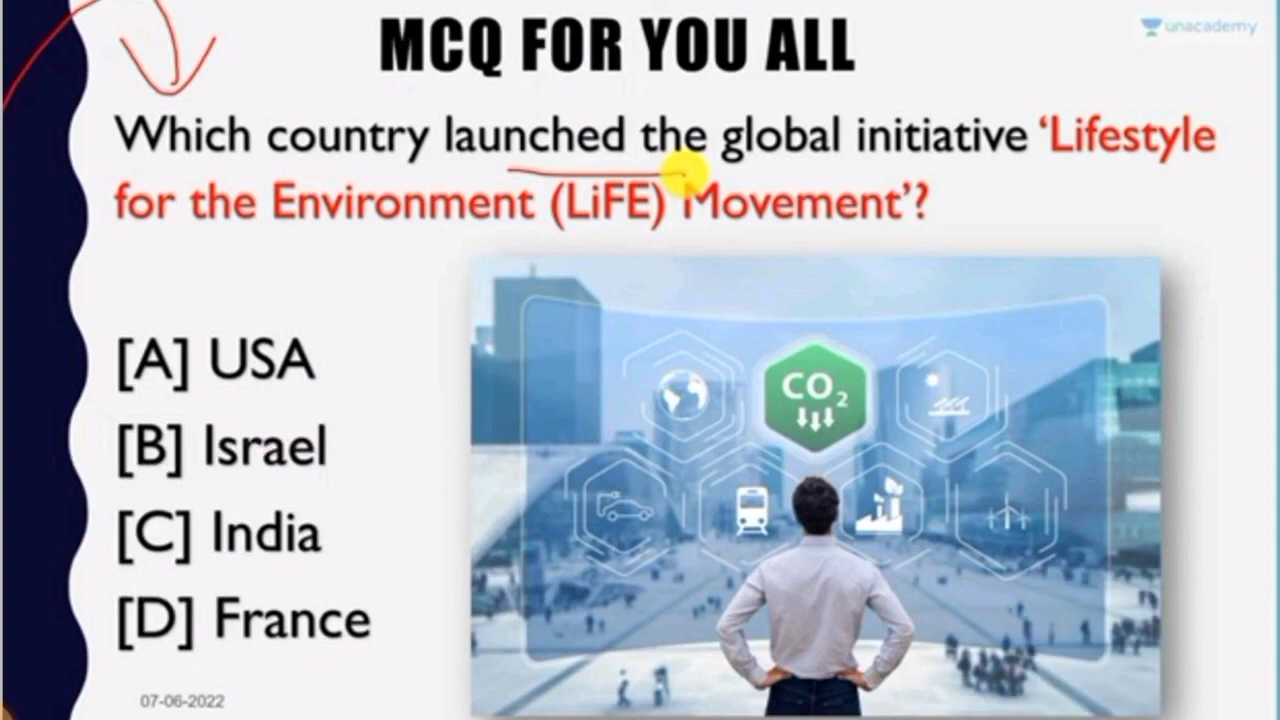 MCQ FOR YOU ALL
unacademy
Which country launched the global initiative ‘Lifestyle
for the Environment (LiFE) Movement’?
[A] USA
[B] Israel
[C] India
[D] France
CO2
07-06-2022